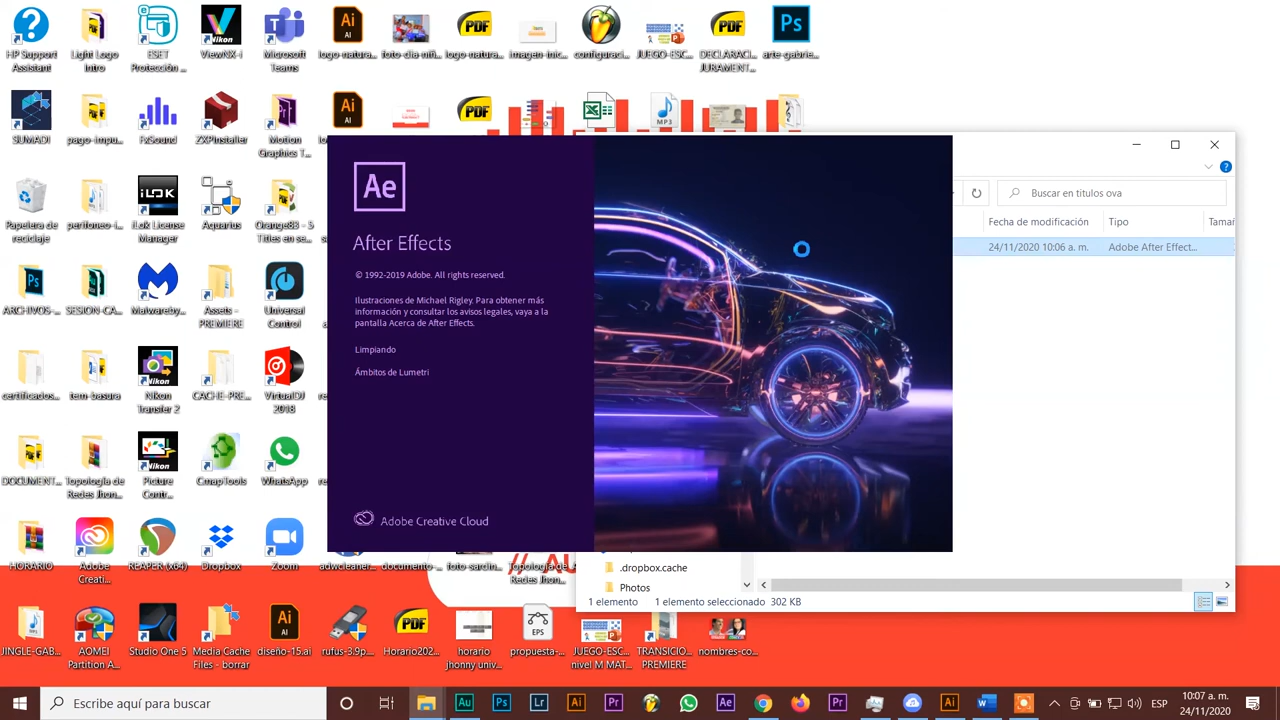 HP Support
Assistant
Light Logo
Intro
ESET
Protección ...
ViewNX-i
Microsoft
Teams
logo-natura...
foto-dia-niñ...
logo-natura...
imagen-inic...
configuraci...
JUEGO-ESC...
DECLARACI...
JURAMENT...
arte-gabrie...
SUMADI
pago-impu...
FxSound
ZXPInstaller
Motion
Graphics T...
Papelera de
reciclaje
perifoneo-i...
iLok License
Manager
Aquarius
Orange83 - 5
Titles en se...
ARCHIVOS-...
SESION-CA...
Malwareby...
Assets -
PREMIERE
Universal
Control
certificados...
tem-basura
Nikon
Transfer 2
CACHE-PRE...
VirtualDJ
2018
DOCUMENT...
Topología de
Redes Jhon...
Picture
Contr...
CmapTools
WhatsApp
HORARIO
Adobe
Creati...
REAPER (x64)
Dropbox
Zoom
adwcleaner...
documento-...
foto-sarcin...
Topología de
Redes Jhon...
JINGLE-GAB...
AOMEI
Partition A...
Studio One 5
Media Cache
Files - borrar
diseño-15.ai
rufus-3.9p...
Horario202...
horario
jhonny univ...
propuesta-...
JUEGO-ESC...
nivel M MAT...
TRANSICIO...
PREMIERE
nombres-co...
Ae
After Effects
© 1992-2019 Adobe. All rights reserved.
Ilustraciones de Michael Rigley. Para obtener más
información y consultar los avisos legales, vaya a la
pantalla Acerca de After Effects.
Limpiando
Ámbitos de Lumetri
Adobe Creative Cloud
Buscar en titulos ova
Fecha de modificación
Tipo
Tamañ
24/11/2020 10:06 a. m.
Adobe After Effect...
.dropbox.cache
Photos
1 elemento
1 elemento seleccionado 302 KB
Escribe aquí para buscar
ESP
10:07 a. m.
24/11/2020